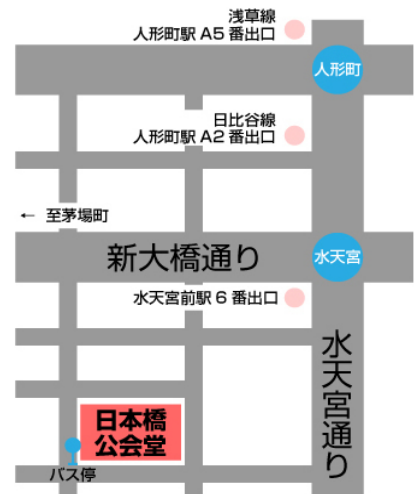 浅草線
人形町駅 A5 番出口
人形町
日比谷線
人形町駅 A2 番出口
← 至茅場町
新大橋通り
水天宮
水天宮前駅 6 番出口
水天宮通り
日本橋
公会堂
バス停